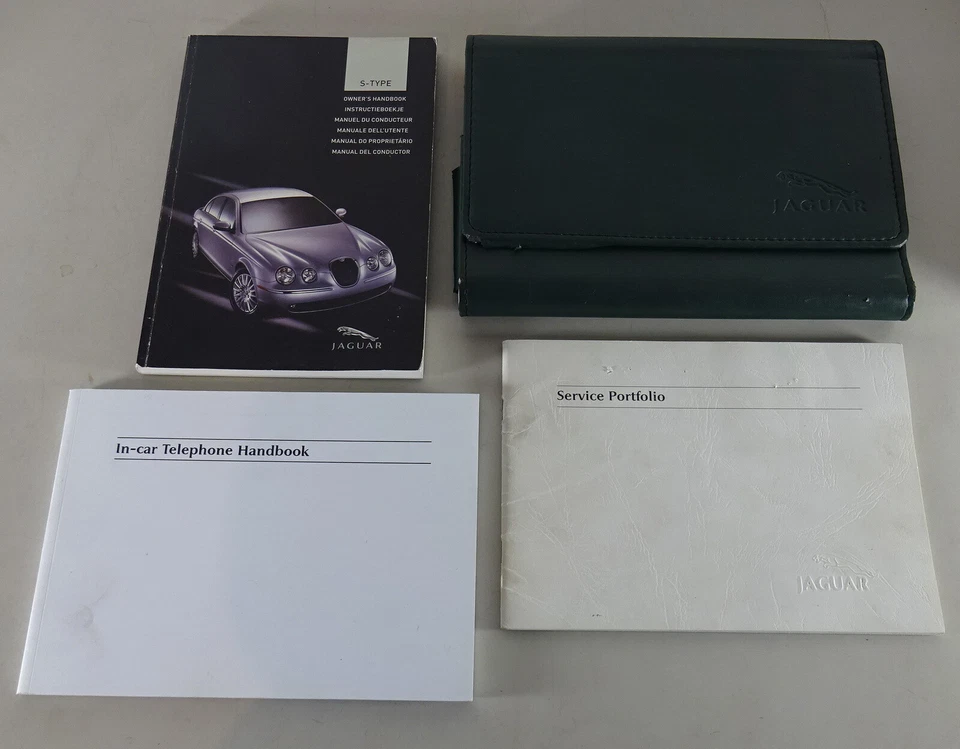 S-TYPE
OWNER'S HANDBOOK
INSTRUCTIEBOEKJE
MANUEL DU CONDUCTEUR
MANUALE DELL'UTENTE
MANUAL DO PROPRIETÁRIO
MANUAL DEL CONDUCTOR
JAGUAR
JAGUAR
In-car Telephone Handbook
Service Portfolio
JAGUAR